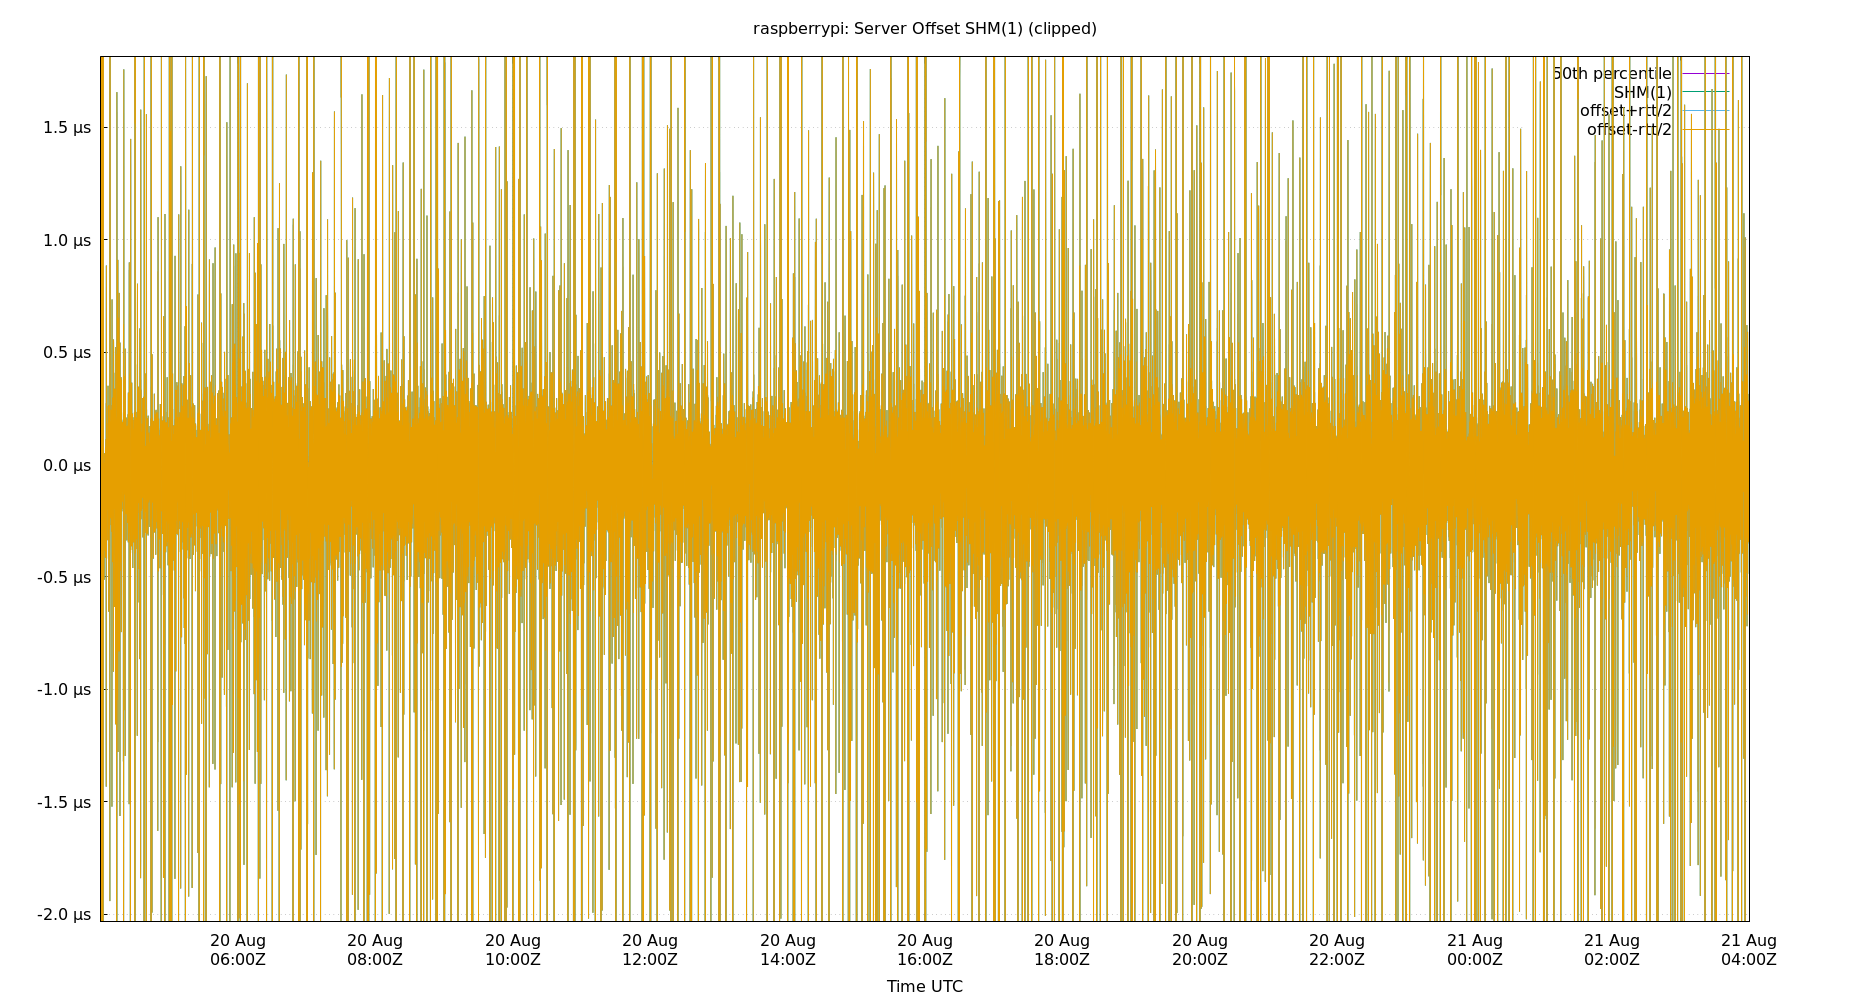 raspberrypi: Server Offset SHM(1) (clipped)
50th percentile
SHM(1)
offset+rtt/2
offset-rtt/2
1.5 µs
1.0 µs
0.5 µs
0.0 µs
-0.5 µs
-1.0 µs
-1.5 µs
-2.0 µs
20 Aug 20 Aug 20 Aug 20 Aug 20 Aug 20 Aug 20 Aug 20 Aug 20 Aug 21 Aug 21 Aug 21 Aug
06:00Z 08:00Z 10:00Z 12:00Z 14:00Z 16:00Z 18:00Z 20:00Z 22:00Z 00:00Z 02:00Z 04:00Z
Time UTC